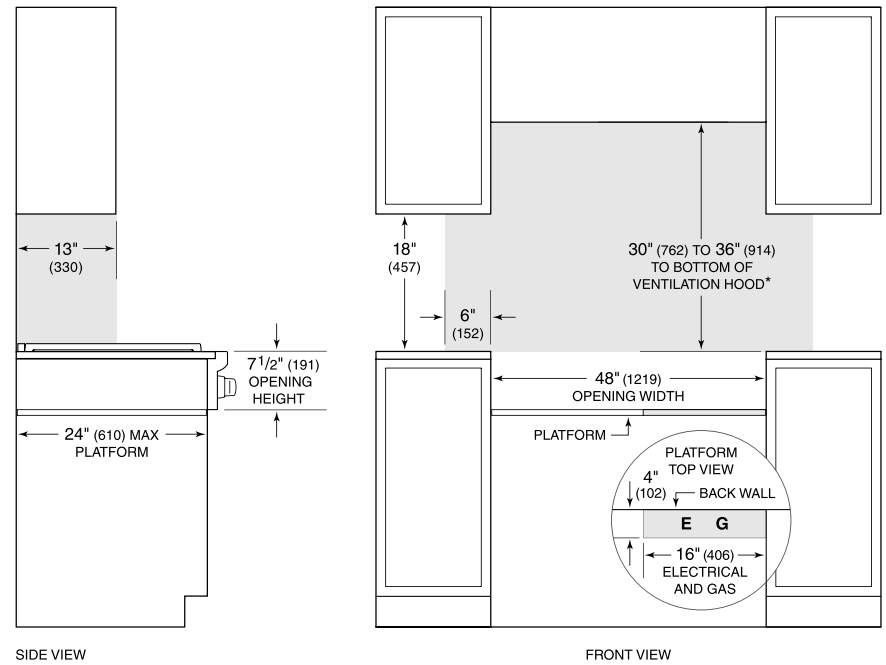 13"
(330)
7 1/2" (191)
OPENING
HEIGHT
24" (610) MAX
PLATFORM
SIDE VIEW
18"
(457)
30" (762) TO 36" (914)
TO BOTTOM OF
VENTILATION HOOD*
6"
(152)
48" (1219)
OPENING WIDTH
PLATFORM
PLATFORM
TOP VIEW
4"
(102)
BACK WALL
E G
16" (406)
ELECTRICAL
AND GAS
FRONT VIEW